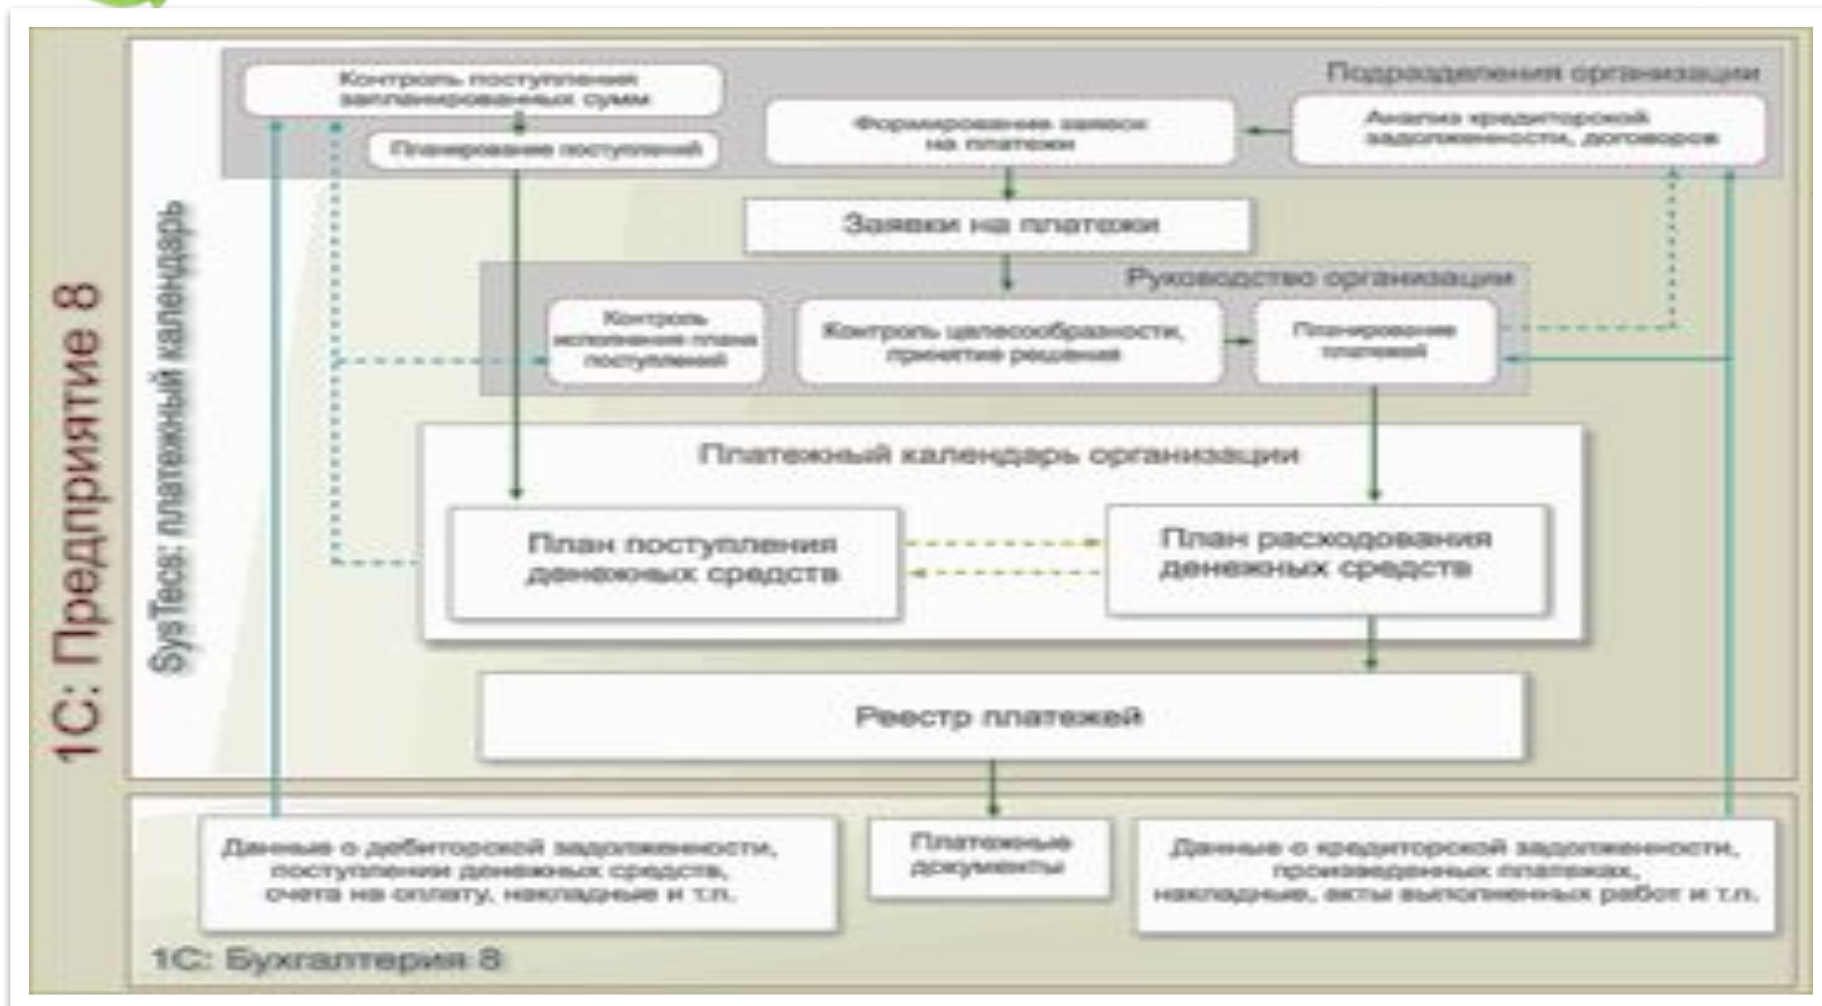 1С: Предприятие 8
SysTecs: платежный календарь
Подразделения организации
Контроль поступления
запланированных сумм
Планирование поступлений
Формирование заявок
на платежи
Анализ кредиторской
задолженности, договоров
Заявки на платежи
Руководство организации
Контроль
исполнения плана
поступлений
Контроль целесообразности,
принятие решения
Планирование
платежей
Платежный календарь организации
План поступления
денежных средств
План расходования
денежных средств
Реестр платежей
Данные о дебиторской задолженности,
поступлении денежных средств,
счета на оплату, накладные и т.п.
Платежные
документы
Данные о кредиторской задолженности,
произведенных платежах,
накладные, акты выполненных работ и т.п.
1С: Бухгалтерия 8